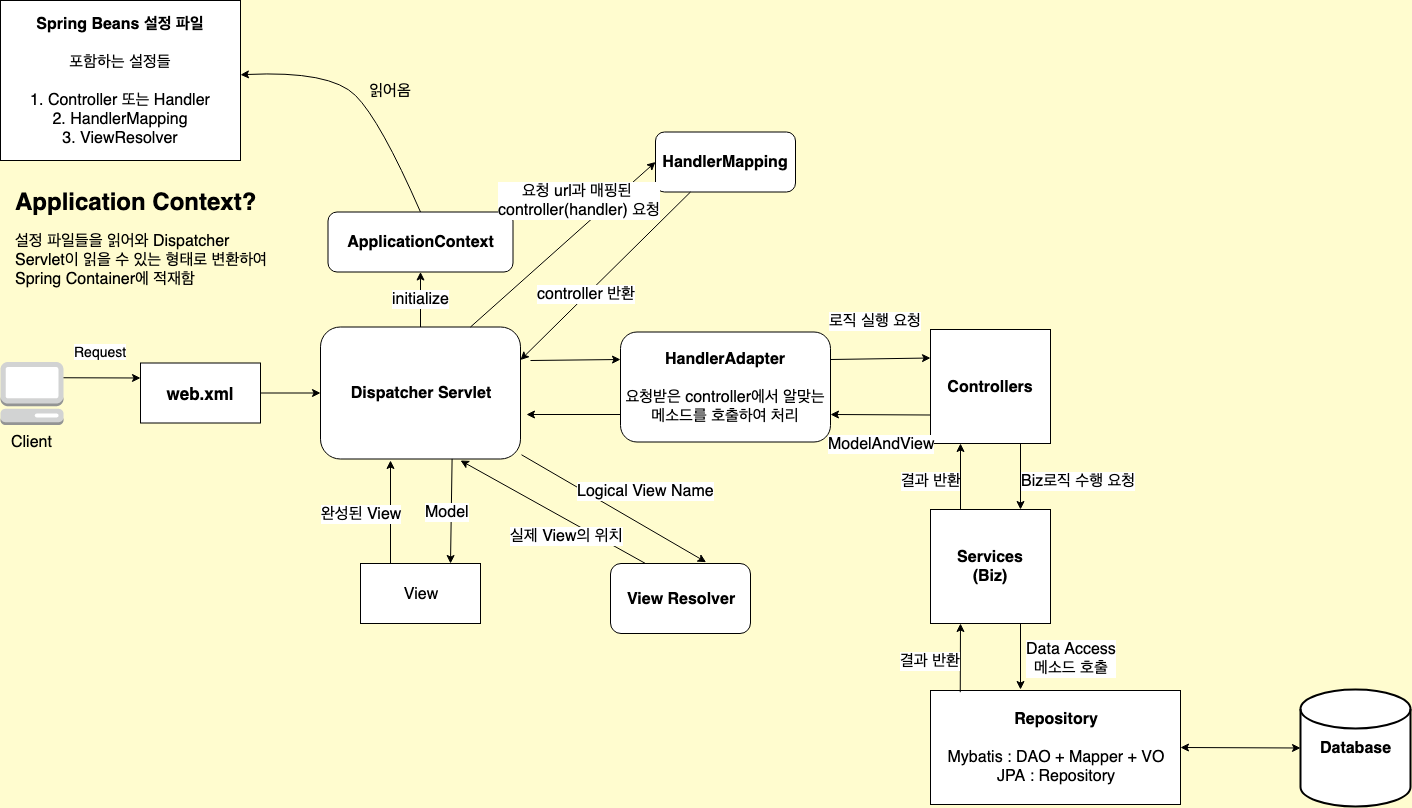 Spring Beans 설정 파일
포함하는 설정들
1. Controller 또는 Handler
2. HandlerMapping
3. ViewResolver
읽어옴
HandlerMapping
요청 url과 매핑된
controller(handler) 요청
Application Context?
설정 파일들을 읽어와 Dispatcher
Servlet이 읽을 수 있는 형태로 변환하여
Spring Container에 적재함
ApplicationContext
initialize
controller 반환
로직 실행 요청
Request
web.xml
Client
Dispatcher Servlet
HandlerAdapter
요청받은 controller에서 알맞는
메소드를 호출하여 처리
Controllers
ModelAndView
결과 반환
Biz로직 수행 요청
Logical View Name
완성된 View
Model
실제 View의 위치
View
View Resolver
Services
(Biz)
결과 반환
Data Access
메소드 호출
Repository
Mybatis : DAO + Mapper + VO
JPA : Repository
Database